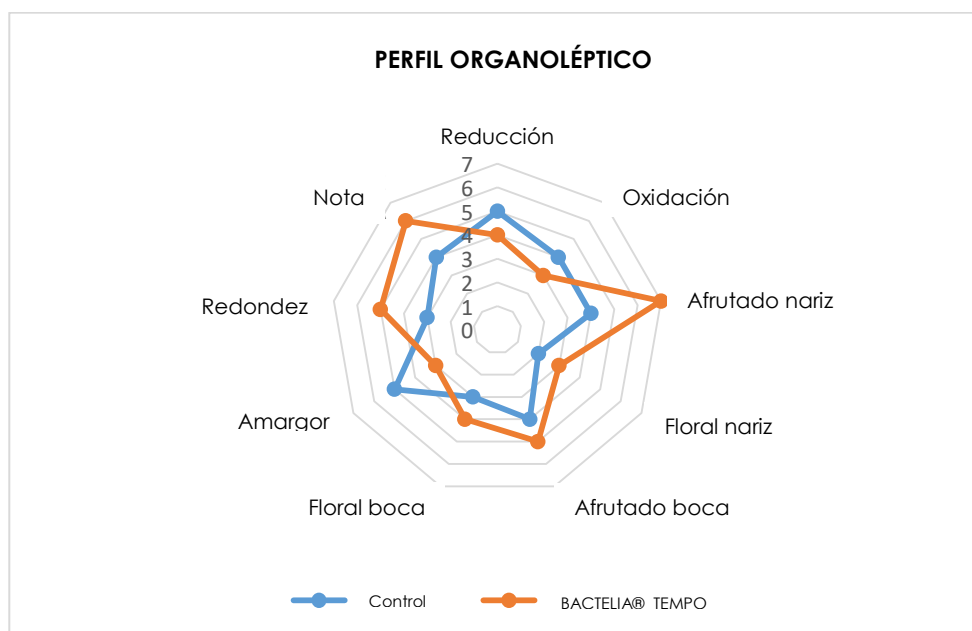 PERFIL ORGANOLÉPTICO
Reducción
Oxidación
Afrutado nariz
Floral nariz
Afrutado boca
Floral boca
Amargor
Redondez
Nota
7
6
5
4
3
2
1
0
Control
BACTELIA® TEMPO